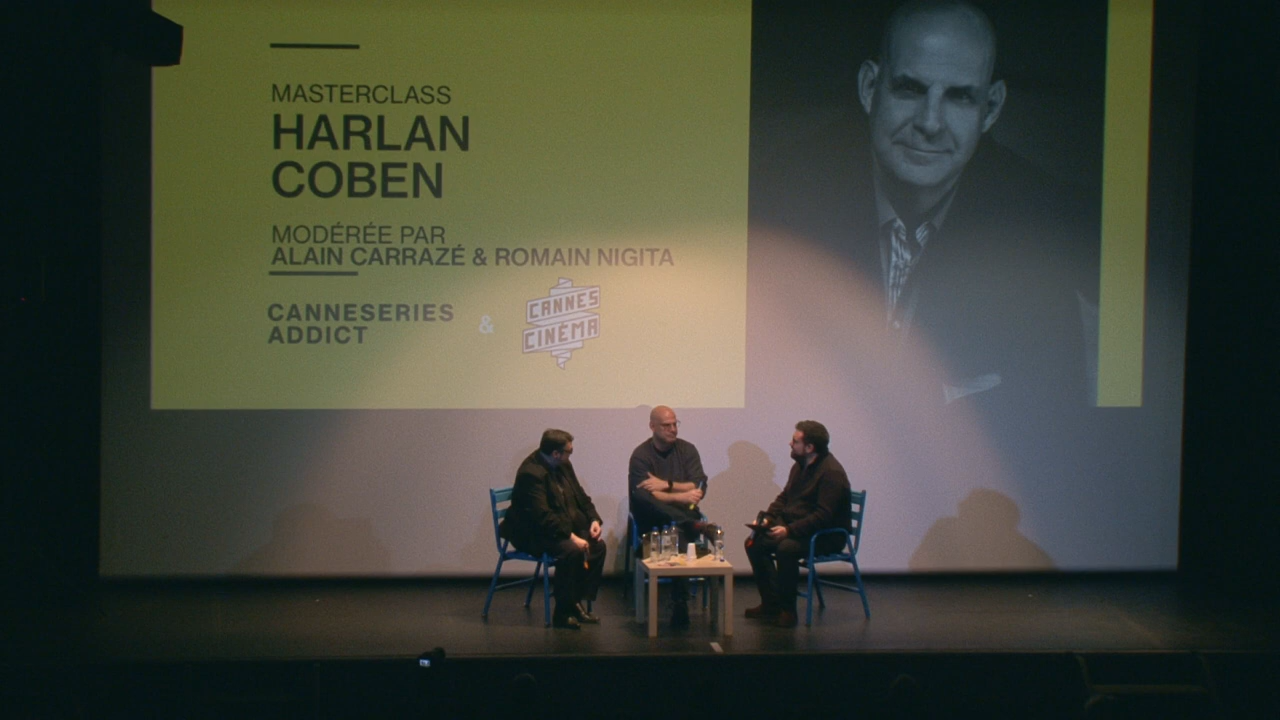 MASTERCLASS
HARLAN
COBEN
MODÉRÉE PAR
ALAIN CARRAZÉ & ROMAIN NIGITA
CANNESERIES
ADDICT
&
CANNES
CINÉMA